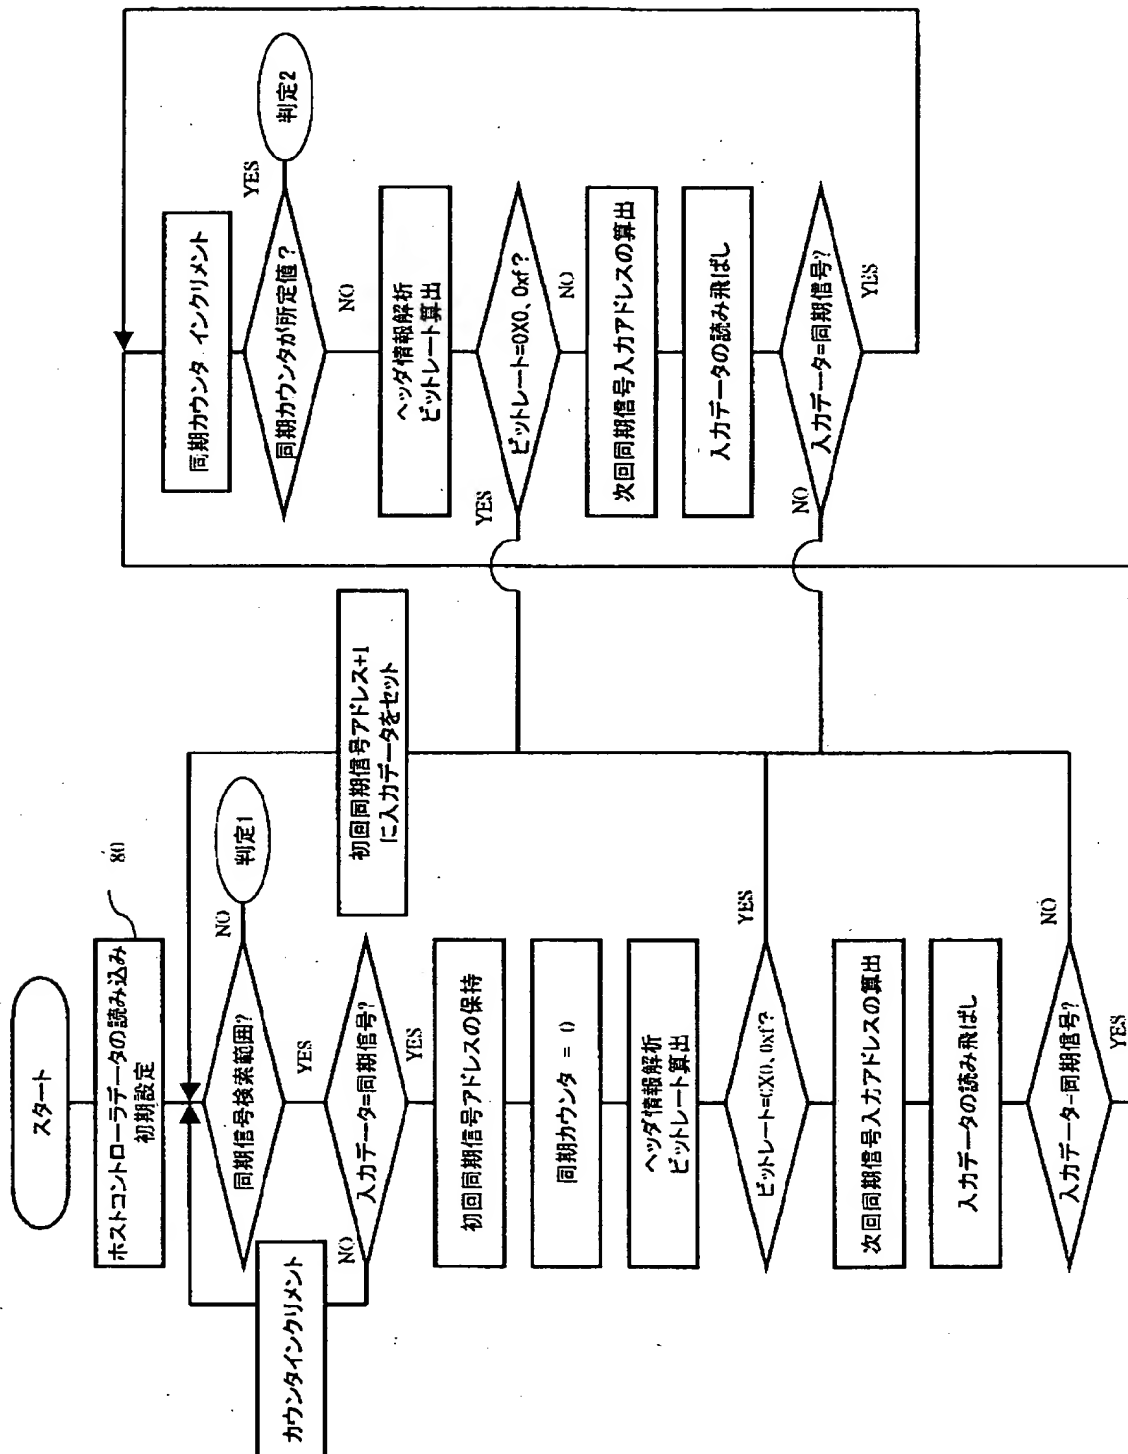 スタート
ホストコントローラデータの読み込み
初期設定
80
同期信号検索範囲?
NO
判定1
YES
入力データ=同期信号?
NO
カウンタインクリメント
YES
初回同期信号アドレスの保持
同期カウンタ = 0
ヘッダ情報解析
ビットレート算出
ビットレート=0X0、0xf?
YES
初回同期信号アドレス+1
に入力データをセット
次回同期信号入力アドレスの算出
入力データの読み飛ばし
入力データ=同期信号?
NO
YES
同期カウンタ インクリメント
同期カウンタが所定値?
YES
判定2
NO
ヘッダ情報解析
ビットレート算出
ビットレート=0X0、0xf?
YES
NO
次回同期信号入力アドレスの算出
入力データの読み飛ばし
入力データ=同期信号?
NO
YES